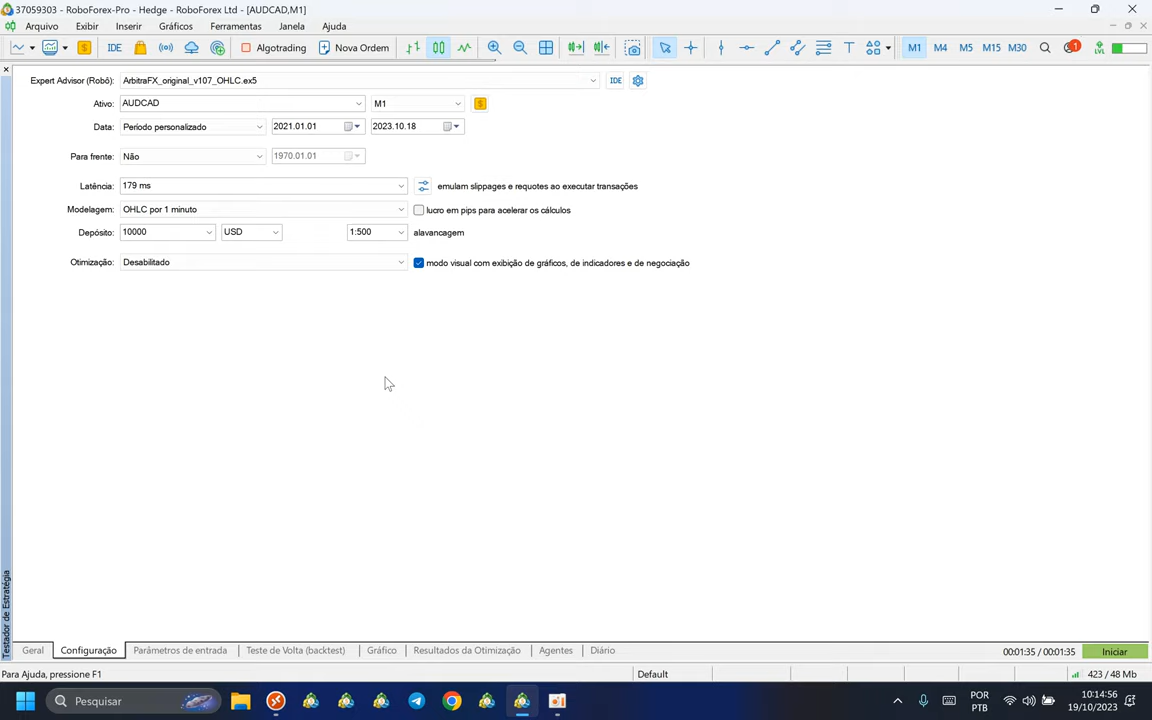 37059303 - RoboForex-Pro - Hedge - RoboForex Ltd - [AUDCAD,M1]
Arquivo Exibir Inserir Gráficos Ferramentas Janela Ajuda
IDE Algotrading Nova Ordem M1 M4 M5 M15 M30 1 LVL
Expert Advisor (Robô): ArbitraFX_original_v107_OHLC.ex5 IDE
Ativo: AUDCAD M1
Data: Período personalizado 2021.01.01 2023.10.18
Para frente: Não 1970.01.01
Latência: 179 ms emulam slippages e requotes ao executar transações
Modelagem: OHLC por 1 minuto lucro em pips para acelerar os cálculos
Depósito: 10000 USD 1:500 alavancagem
Otimização: Desabilitado modo visual com exibição de gráficos, de indicadores e de negociação
Testador de Estratégia
Geral Configuração Parâmetros de entrada Teste de Volta (backtest) Gráfico Resultados da Otimização Agentes Diário 00:01:35 / 00:01:35 Iniciar
Para Ajuda, pressione F1 Default 423 / 48 Mb
Pesquisar POR 10:14:56
PTB 19/10/2023